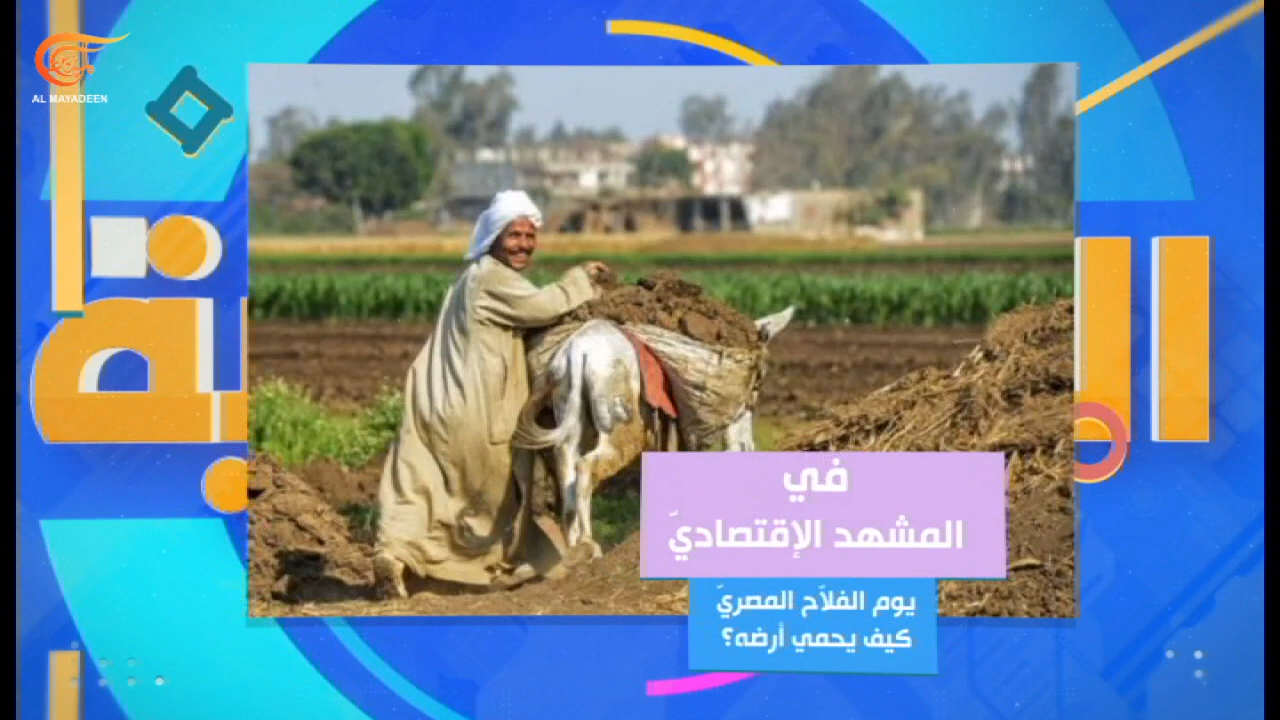 AL MAYADEEN
في
المشهد الإقتصاديّ
يوم الفلاّح المصريّ
كيف يحمي أرضه؟